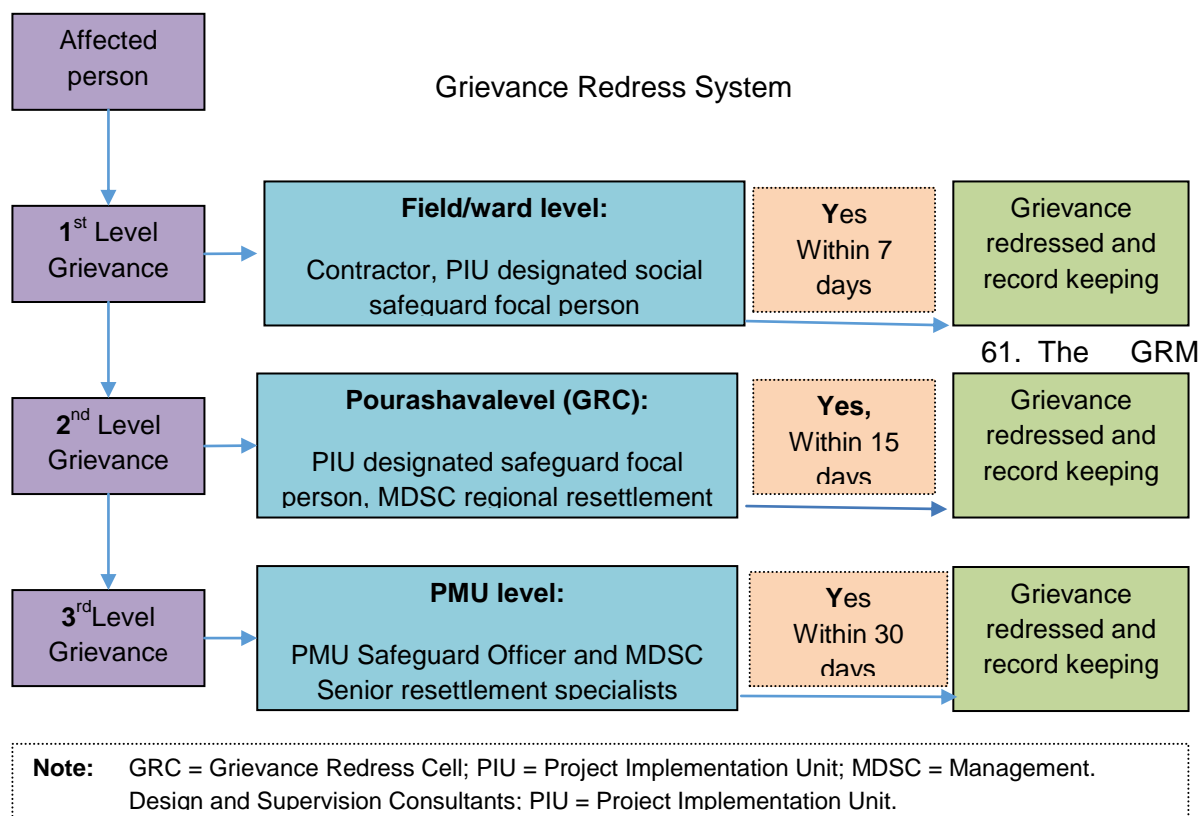 Affected
person
Grievance Redress System
1st Level
Grievance
Field/ward level:
Contractor, PIU designated social
safeguard focal person
Yes
Within 7
days
Grievance
redressed and
record keeping
61. The GRM
2nd Level
Grievance
Pourashavalevel (GRC):
PIU designated safeguard focal
person, MDSC regional resettlement
Yes,
Within 15
days
Grievance
redressed and
record keeping
3rdLevel
Grievance
PMU level:
PMU Safeguard Officer and MDSC
Senior resettlement specialists
Yes
Within 30
days
Grievance
redressed and
record keeping
Note: GRC = Grievance Redress Cell; PIU = Project Implementation Unit; MDSC = Management.
Design and Supervision Consultants; PIU = Project Implementation Unit.